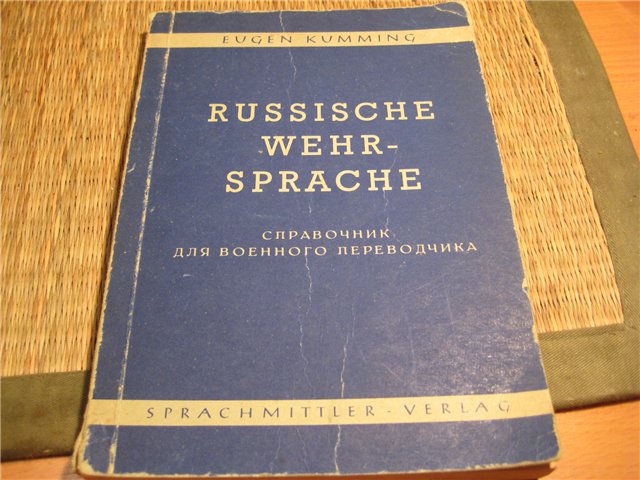 EUGEN KUMMING
RUSSISCHE
WEHR-
SPRACHE
СПРАВОЧНИК
ДЛЯ ВОЕННОГО ПЕРЕВОДЧИКА
SPRACHMITTLER-VERLAG